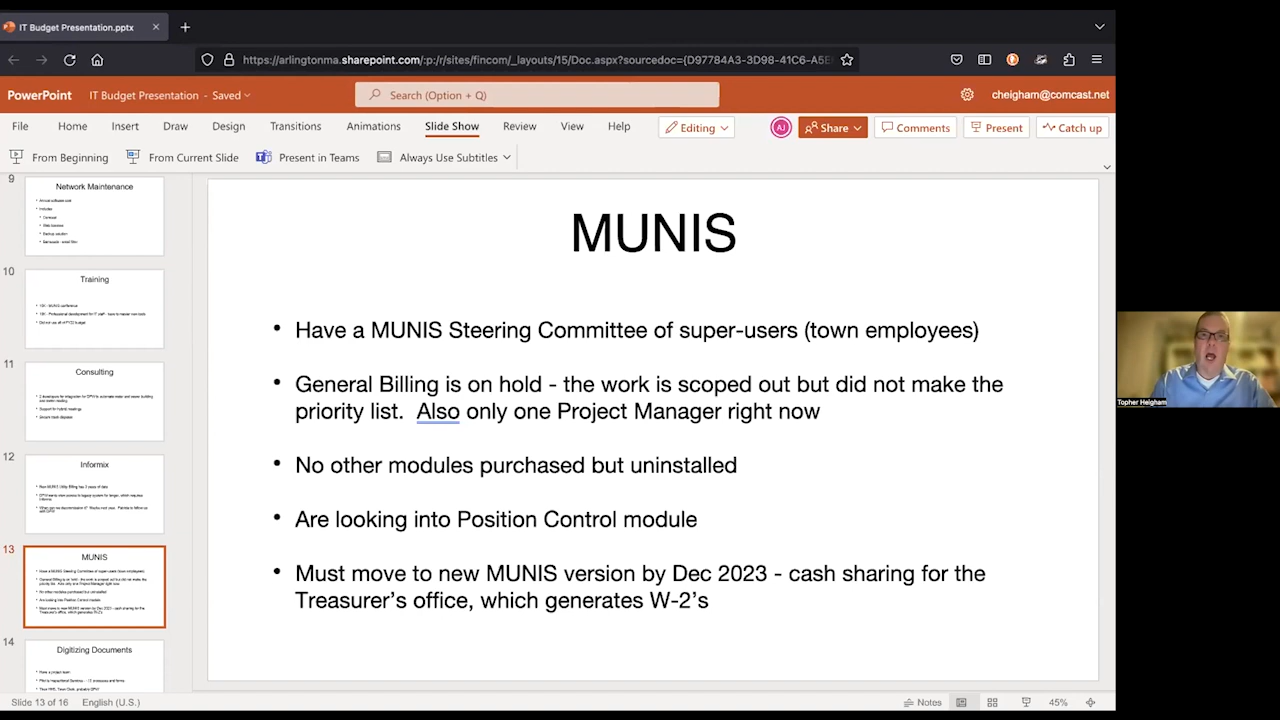 IT Budget Presentation.pptx
https://arlingtonma.sharepoint.com/:p:/r/sites/fincom/_layouts/15/Doc.aspx?sourcedoc={D97784A3-3D98-41C6-A5E
PowerPoint IT Budget Presentation - Saved Search (Option + Q) cheigham@comcast.net
File Home Insert Draw Design Transitions Animations Slide Show Review View Help Editing AJ Share Comments Present Catch up
From Beginning From Current Slide Present in Teams Always Use Subtitles
9
Network Maintenance
10
Training
11
Consulting
12
Informix
13
MUNIS
14
Digitizing Documents
MUNIS
• Have a MUNIS Steering Committee of super-users (town employees)
• General Billing is on hold - the work is scoped out but did not make the
priority list. Also only one Project Manager right now
• No other modules purchased but uninstalled
• Are looking into Position Control module
• Must move to new MUNIS version by Dec 2023 - cash sharing for the
Treasurer's office, which generates W-2's
Topher Heigham
Slide 13 of 16 English (U.S.) Notes 45%